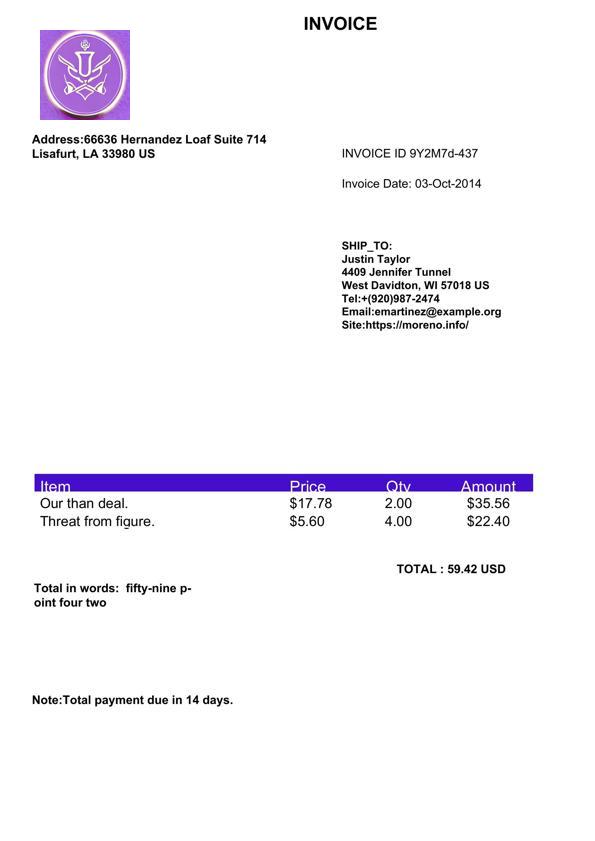 INVOICE
Address:66636 Hernandez Loaf Suite 714
Lisafurt, LA 33980 US
INVOICE ID 9Y2M7d-437
Invoice Date: 03-Oct-2014
SHIP_TO:
Justin Taylor
4409 Jennifer Tunnel
West Davidton, WI 57018 US
Tel:+(920)987-2474
Email:emartinez@example.org
Site:https://moreno.info/
Item Price Qty Amount
Our than deal. $17.78 2.00 $35.56
Threat from figure. $5.60 4.00 $22.40
TOTAL : 59.42 USD
Total in words:  fifty-nine p-
oint four two
Note:Total payment due in 14 days.